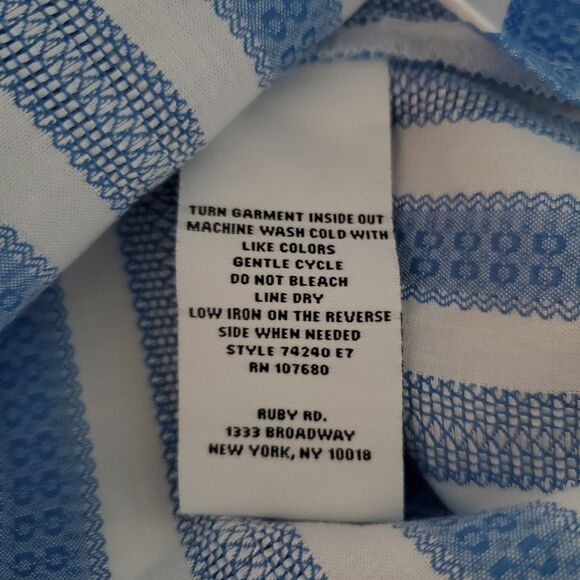 TURN GARMENT INSIDE OUT
MACHINE WASH COLD WITH
LIKE COLORS
GENTLE CYCLE
DO NOT BLEACH
LINE DRY
LOW IRON ON THE REVERSE
SIDE WHEN NEEDED
STYLE 74240 E7
RN 107680
RUBY RD.
1333 BROADWAY
NEW YORK, NY 10018